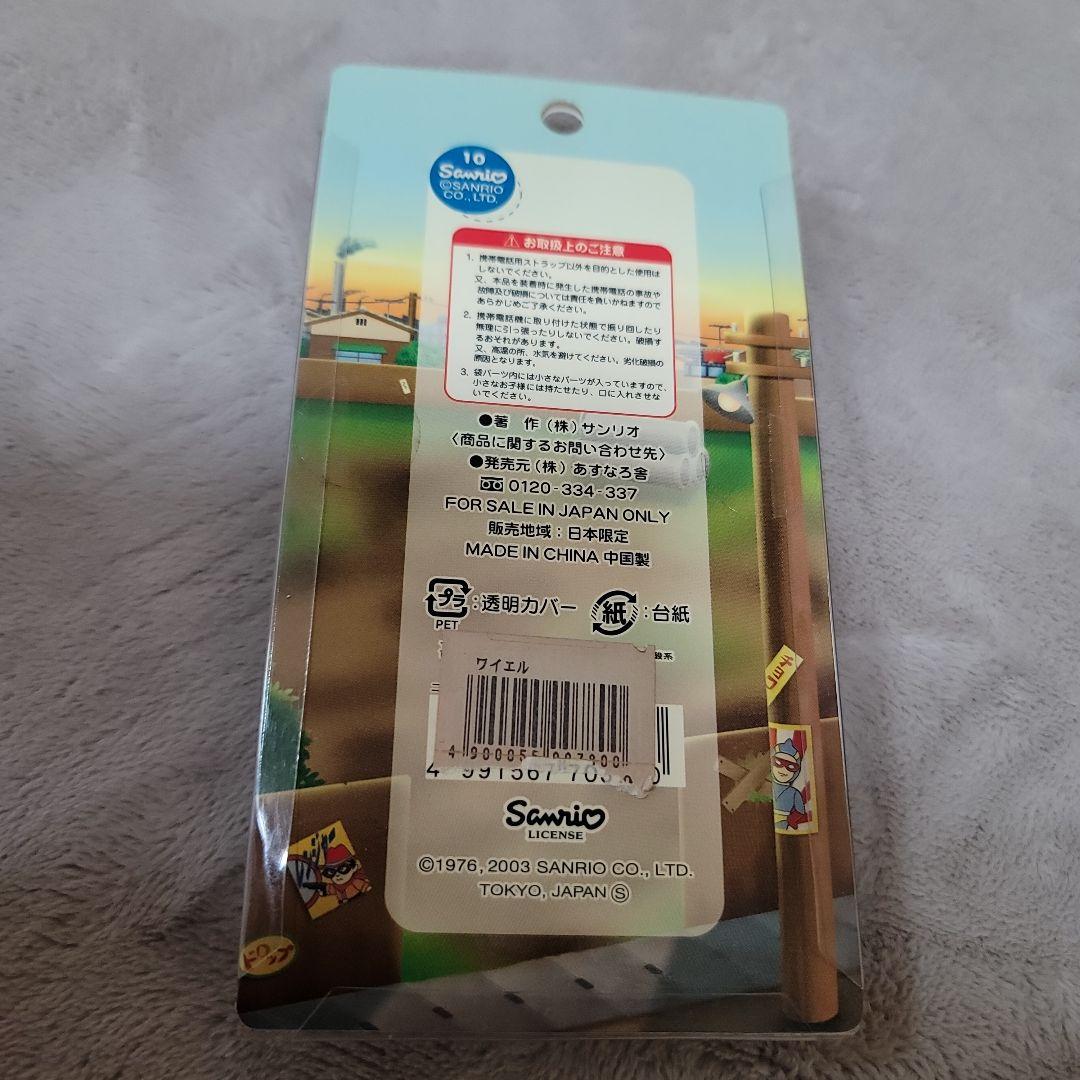 10
Sanrio
©SANRIO
CO., LTD.
⚠お取扱上のご注意
1. 携帯電話用ストラップ以外を目的とした使用は
しないでください。
又、本品を装着時に発生した携帯電話の事故や
故障及び破損については責任を負いかねますので
あらかじめご了承ください。
2. 携帯電話機に取り付けた状態で振り回したり
無理に引っ張ったりしないでください。破損す
るおそれがあります。
又、高温の所、水気を避けてください。劣化破損の
原因となります。
3. 袋パーツ内には小さなパーツが入っていますので、
小さなお子様には持たせたり、口に入れさせな
いでください。
●著 作(株)サンリオ
〈商品に関するお問い合わせ先〉
●発売元(株)あすなろ舎
0120-334-337
FOR SALE IN JAPAN ONLY
販売地域:日本限定
MADE IN CHINA 中国製
プラ:透明カバー 紙:台紙
PET
ワイエル
4 900055
4 991567
Sanrio
LICENSE
©1976, 2003 SANRIO CO., LTD.
TOKYO, JAPAN Ⓢ
チョコ
ドロップ